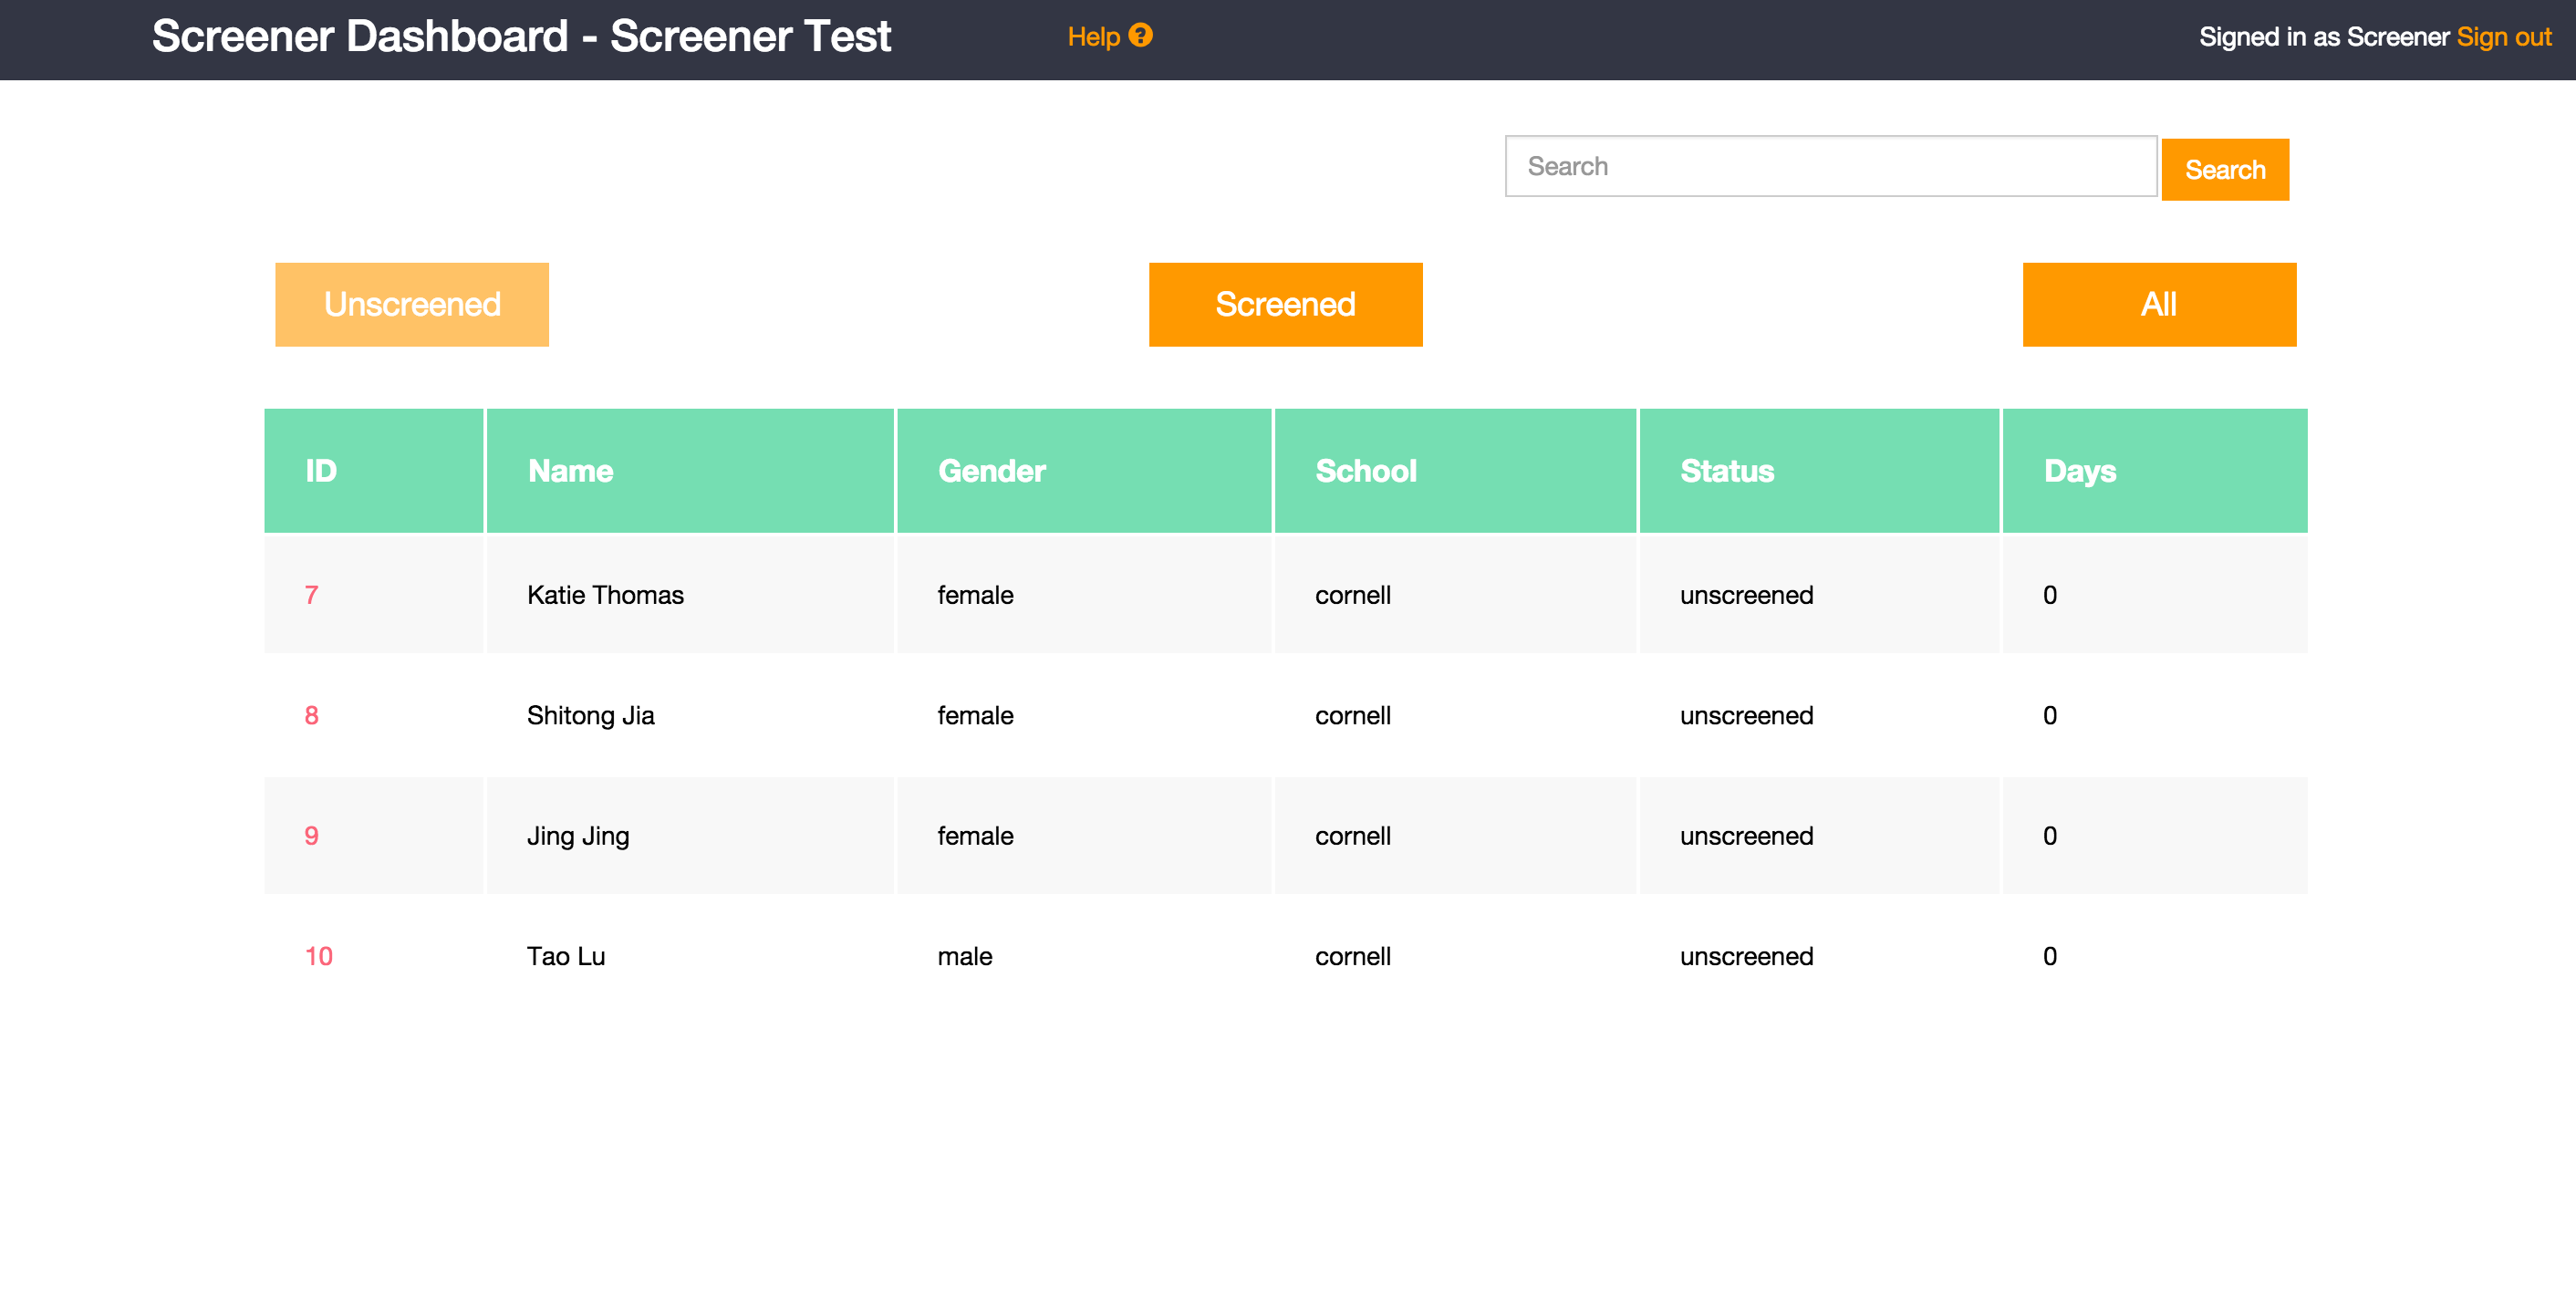 Screener Dashboard - Screener Test Help ? Signed in as Screener Sign out
Search Search
Unscreened Screened All
ID Name Gender School Status Days
7 Katie Thomas female cornell unscreened 0
8 Shitong Jia female cornell unscreened 0
9 Jing Jing female cornell unscreened 0
10 Tao Lu male cornell unscreened 0